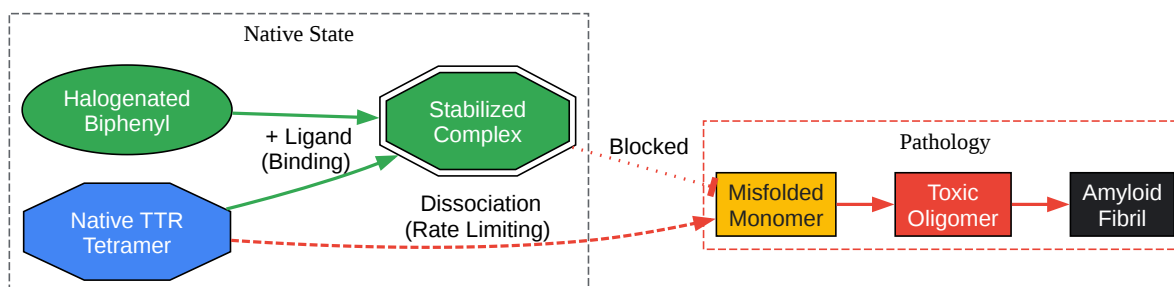 Native State
Halogenated
Biphenyl
+ Ligand
(Binding)
Stabilized
Complex
Native TTR
Tetramer
Dissociation
(Rate Limiting)
Blocked
Pathology
Misfolded
Monomer
Toxic
Oligomer
Amyloid
Fibril